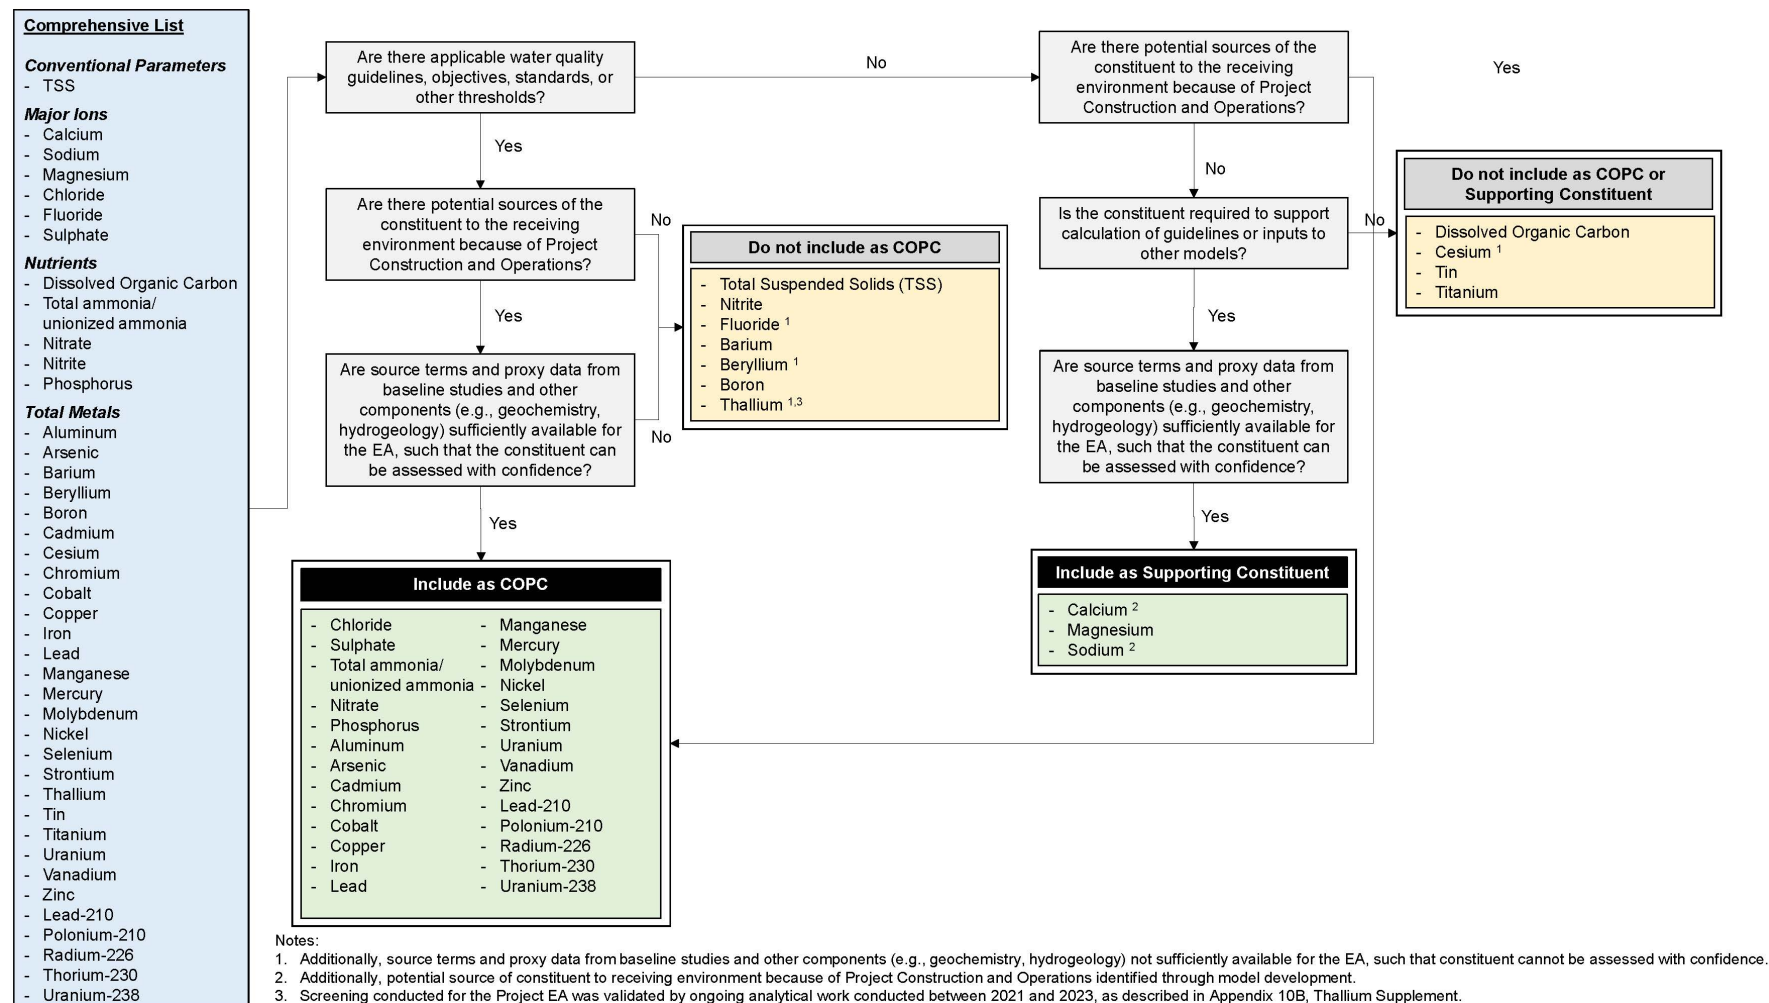 Comprehensive List
Conventional Parameters
- TSS
Major Ions
- Calcium
- Sodium
- Magnesium
- Chloride
- Fluoride
- Sulphate
Nutrients
- Dissolved Organic Carbon
- Total ammonia/
unionized ammonia
- Nitrate
- Nitrite
- Phosphorus
Total Metals
- Aluminum
- Arsenic
- Barium
- Beryllium
- Boron
- Cadmium
- Cesium
- Chromium
- Cobalt
- Copper
- Iron
- Lead
- Manganese
- Mercury
- Molybdenum
- Nickel
- Selenium
- Strontium
- Thallium
- Tin
- Titanium
- Uranium
- Vanadium
- Zinc
- Lead-210
- Polonium-210
- Radium-226
- Thorium-230
- Uranium-238
Are there applicable water quality
guidelines, objectives, standards, or
other thresholds?
No
Yes
Are there potential sources of the
constituent to the receiving
environment because of Project
Construction and Operations?
No
Yes
Are source terms and proxy data from
baseline studies and other
components (e.g., geochemistry,
hydrogeology) sufficiently available for
the EA, such that the constituent can
be assessed with confidence?
No
Yes
Do not include as COPC
- Total Suspended Solids (TSS)
- Nitrite
- Fluoride 1
- Barium
- Beryllium 1
- Boron
- Thallium 1,3
Include as COPC
- Chloride
- Sulphate
- Total ammonia/
unionized ammonia
- Nitrate
- Phosphorus
- Aluminum
- Arsenic
- Cadmium
- Chromium
- Cobalt
- Copper
- Iron
- Lead
- Manganese
- Mercury
- Molybdenum
- Nickel
- Selenium
- Strontium
- Uranium
- Vanadium
- Zinc
- Lead-210
- Polonium-210
- Radium-226
- Thorium-230
- Uranium-238
Are there potential sources of the
constituent to the receiving
environment because of Project
Construction and Operations?
Yes
No
Is the constituent required to support
calculation of guidelines or inputs to
other models?
No
Yes
Do not include as COPC or
Supporting Constituent
- Dissolved Organic Carbon
- Cesium 1
- Tin
- Titanium
Are source terms and proxy data from
baseline studies and other
components (e.g., geochemistry,
hydrogeology) sufficiently available for
the EA, such that the constituent can
be assessed with confidence?
Yes
Include as Supporting Constituent
- Calcium 2
- Magnesium
- Sodium 2
Notes:
1. Additionally, source terms and proxy data from baseline studies and other components (e.g., geochemistry, hydrogeology) not sufficiently available for the EA, such that constituent cannot be assessed with confidence.
2. Additionally, potential source of constituent to receiving environment because of Project Construction and Operations identified through model development.
3. Screening conducted for the Project EA was validated by ongoing analytical work conducted between 2021 and 2023, as described in Appendix 10B, Thallium Supplement.